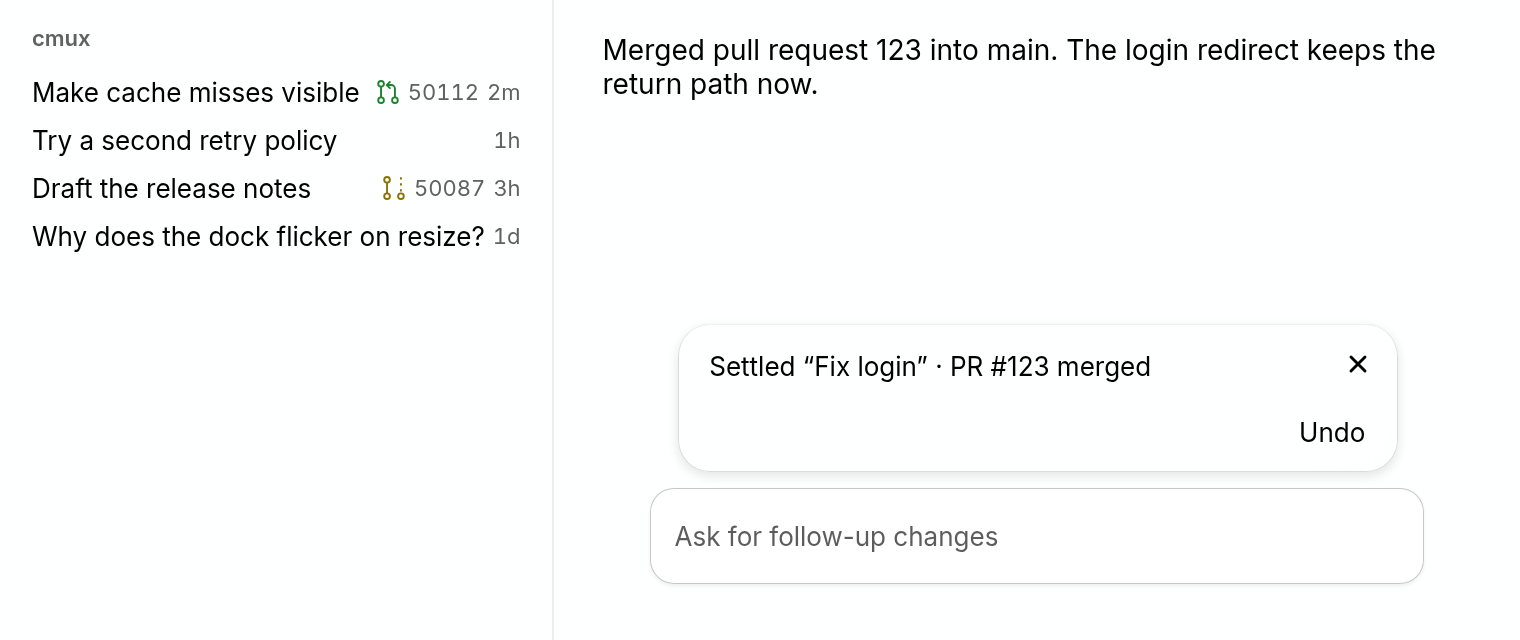 cmux
Make cache misses visible 50112 2m
Try a second retry policy 1h
Draft the release notes 50087 3h
Why does the dock flicker on resize? 1d
Merged pull request 123 into main. The login redirect keeps the
return path now.
Settled “Fix login” · PR #123 merged
Undo
Ask for follow-up changes